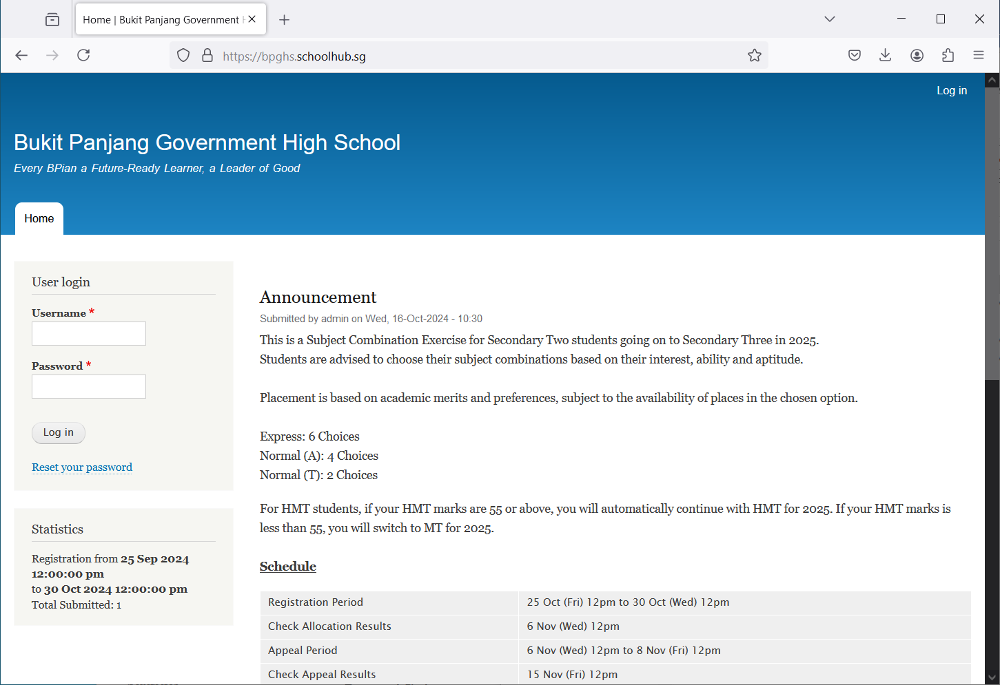 Home | Bukit Panjang Government
https://bpghs.schoolhub.sg
Log in
Bukit Panjang Government High School
Every BPian a Future-Ready Learner, a Leader of Good
Home
User login
Username *
Password *
Log in
Reset your password
Statistics
Registration from 25 Sep 2024
12:00:00 pm
to 30 Oct 2024 12:00:00 pm
Total Submitted: 1
Announcement
Submitted by admin on Wed, 16-Oct-2024 - 10:30
This is a Subject Combination Exercise for Secondary Two students going on to Secondary Three in 2025.
Students are advised to choose their subject combinations based on their interest, ability and aptitude.
Placement is based on academic merits and preferences, subject to the availability of places in the chosen option.
Express: 6 Choices
Normal (A): 4 Choices
Normal (T): 2 Choices
For HMT students, if your HMT marks are 55 or above, you will automatically continue with HMT for 2025. If your HMT marks is
less than 55, you will switch to MT for 2025.
Schedule
Registration Period 25 Oct (Fri) 12pm to 30 Oct (Wed) 12pm
Check Allocation Results 6 Nov (Wed) 12pm
Appeal Period 6 Nov (Wed) 12pm to 8 Nov (Fri) 12pm
Check Appeal Results 15 Nov (Fri) 12pm